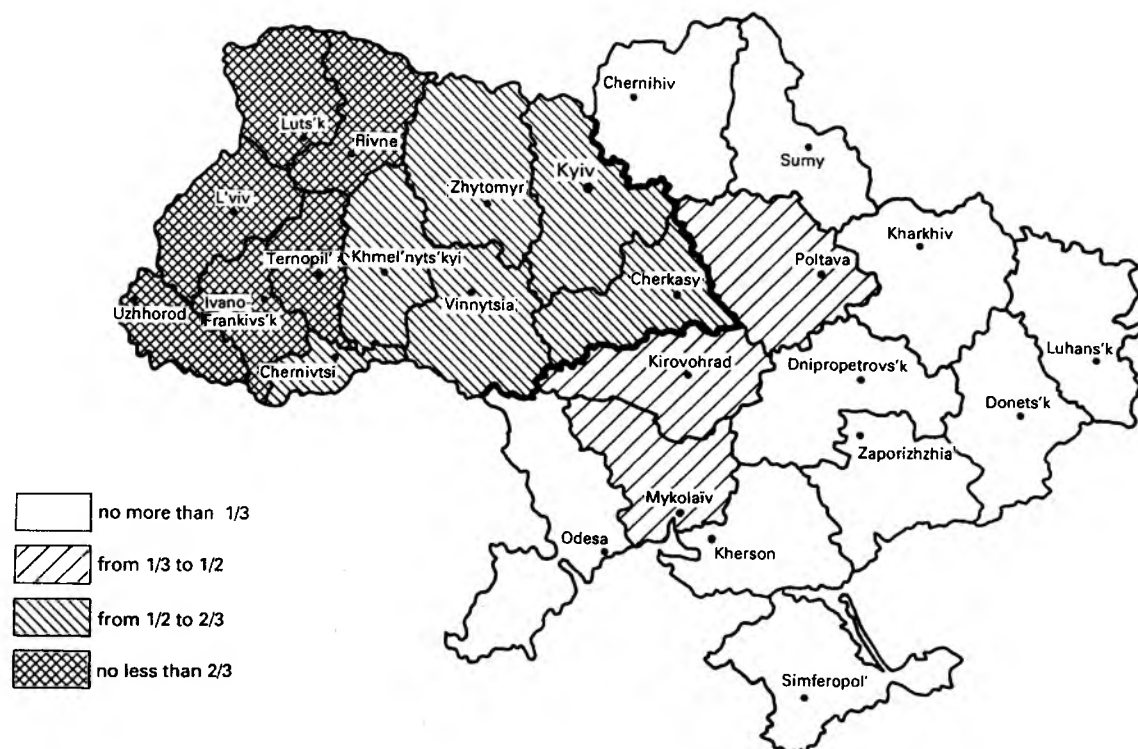 Chernihiv
Luts'k
Rivne
Sumy
Zhytomyr
Kyiv
L'viv
Kharkhiv
Ternopil'
Khmel'nyts'kyi
Poltava
Cherkasy
Uzhhorod
Ivano-
Frankivs'k
Vinnytsia
Chernivtsi
Kirovohrad
Dnipropetrovs'k
Luhans'k
Donets'k
Zaporizhzhia
Mykolaïv
Odesa
Kherson
Simferopol'
no more than 1/3
from 1/3 to 1/2
from 1/2 to 2/3
no less than 2/3